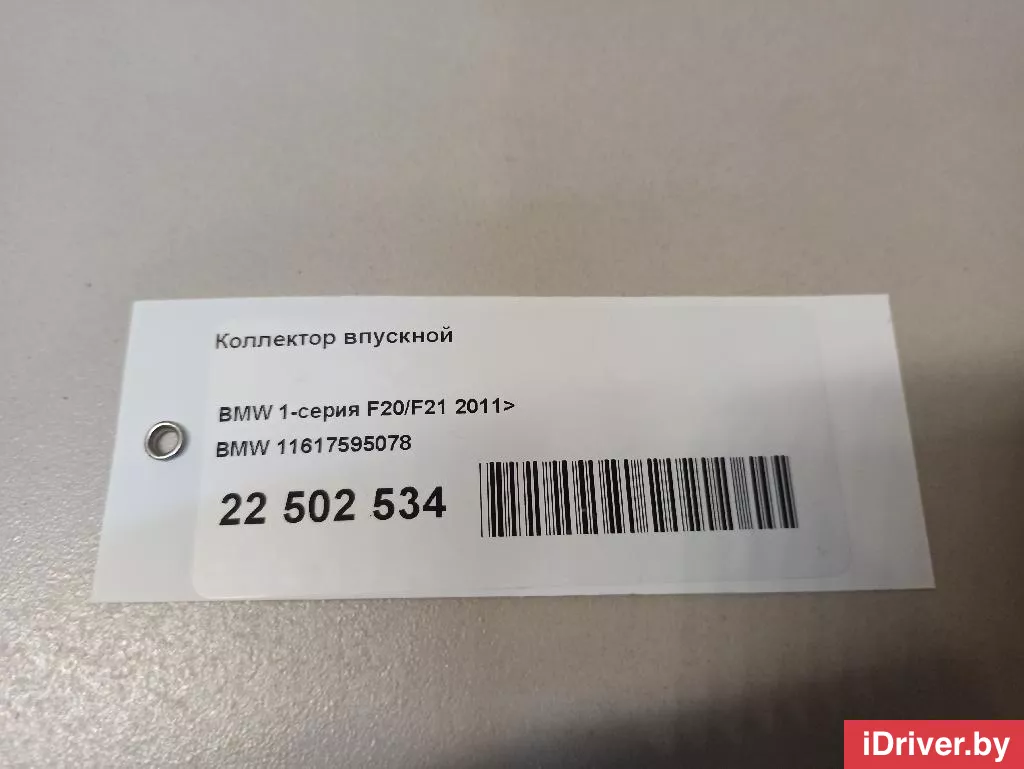 Коллектор впускной
BMW 1-серия F20/F21 2011>
BMW 11617595078
22 502 534
iDriver.by